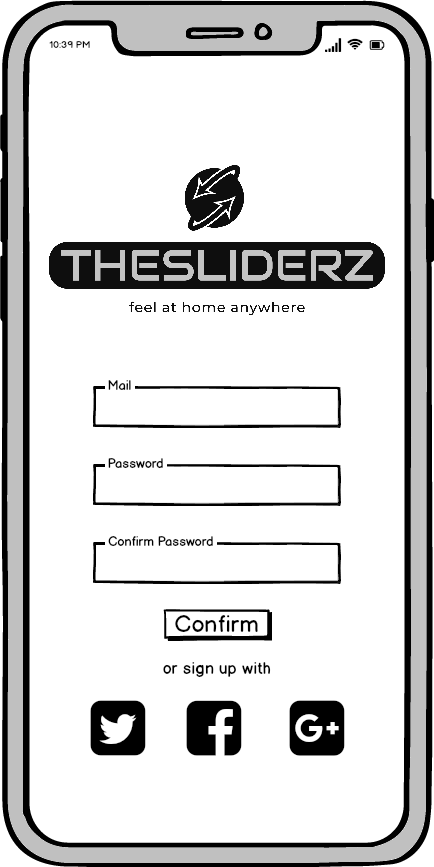 10:39 PM
THESLIDERZ
feel at home anywhere
Mail
Password
Confirm Password
Confirm
or sign up with
G+